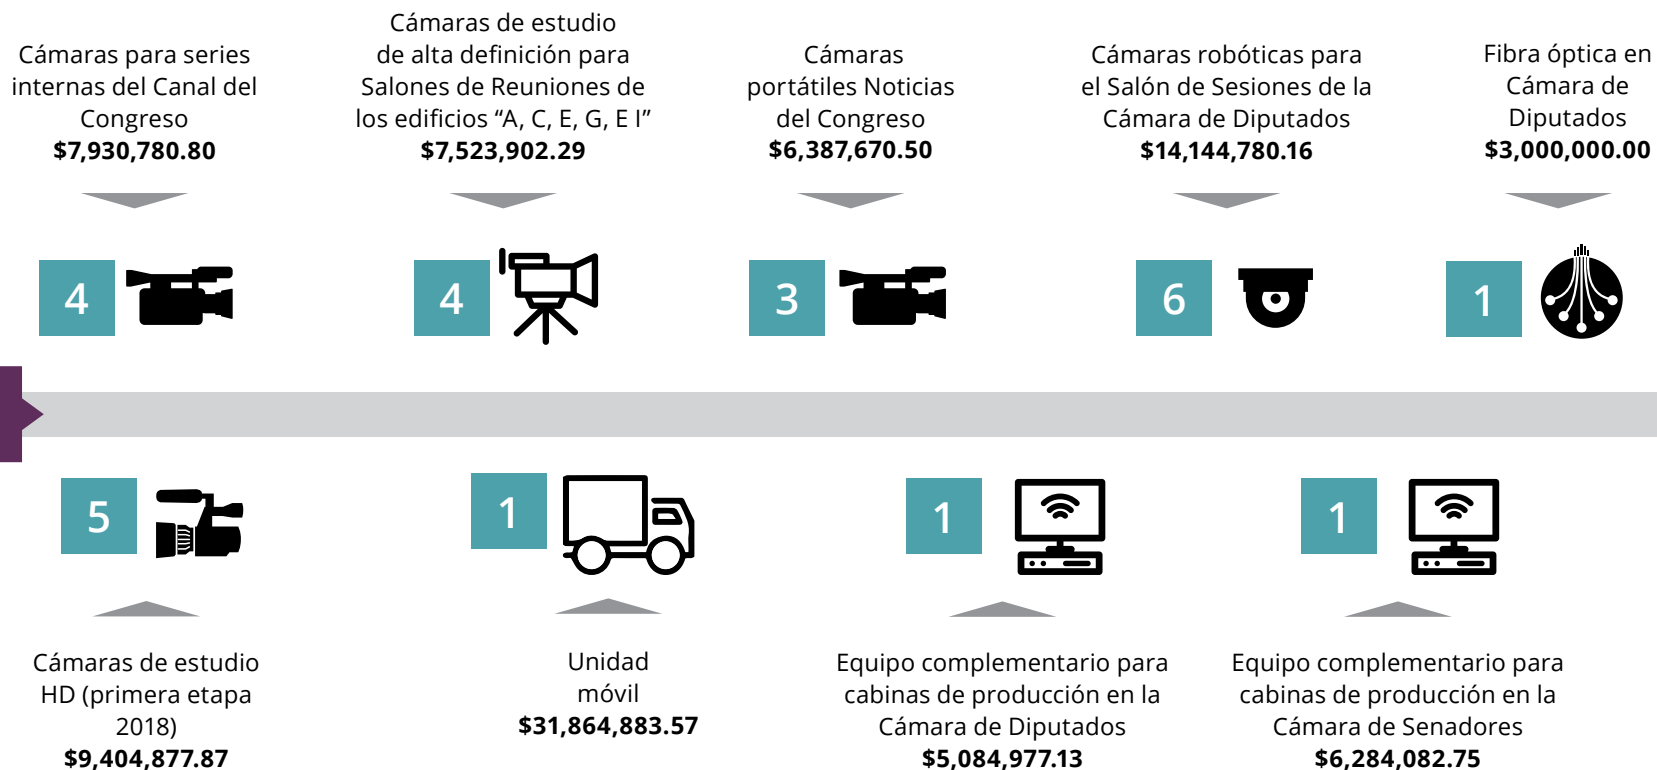 Cámaras para series
internas del Canal del
Congreso
$7,930,780.80
4
Cámaras de estudio
de alta definición para
Salones de Reuniones de
los edificios “A, C, E, G, E I”
$7,523,902.29
4
Cámaras
portátiles Noticias
del Congreso
$6,387,670.50
3
Cámaras robóticas para
el Salón de Sesiones de la
Cámara de Diputados
$14,144,780.16
6
Fibra óptica en
Cámara de
Diputados
$3,000,000.00
1
5
Cámaras de estudio
HD (primera etapa
2018)
$9,404,877.87
1
Unidad
móvil
$31,864,883.57
1
Equipo complementario para
cabinas de producción en la
Cámara de Diputados
$5,084,977.13
1
Equipo complementario para
cabinas de producción en la
Cámara de Senadores
$6,284,082.75